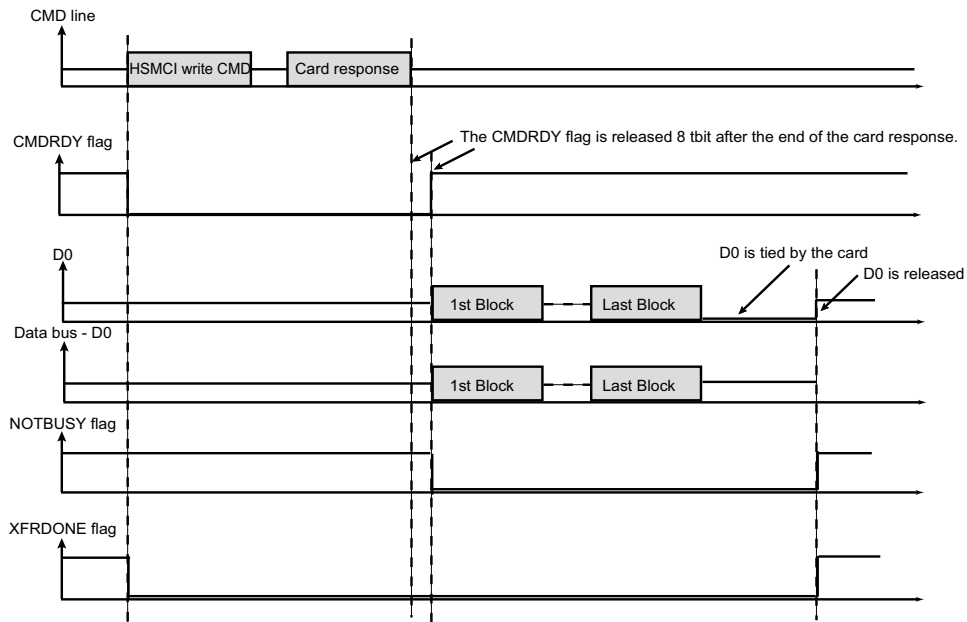 CMD line
HSMCI write CMD
Card response
The CMDRDY flag is released 8 tbit after the end of the card response.
CMDRDY flag
D0 is tied by the card
D0
D0 is released
1st Block
Last Block
Data bus - D0
1st Block
Last Block
NOTBUSY flag
XFRDONE flag